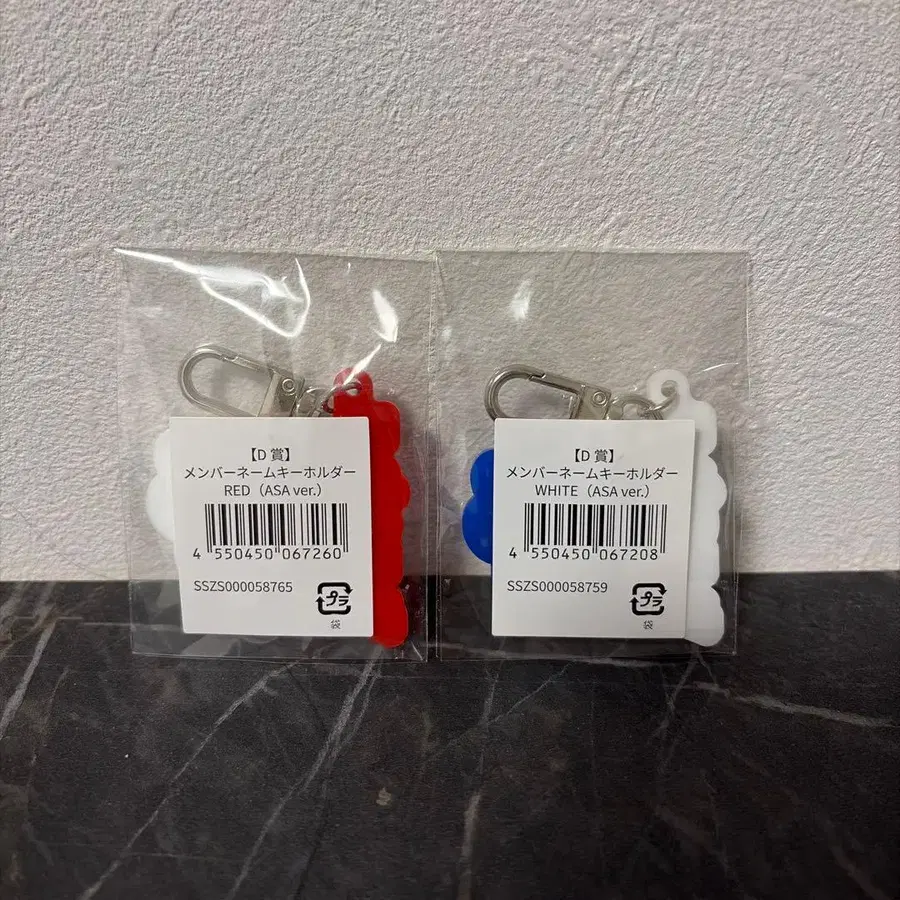 【D 賞】
メンバーネームキーホルダー
RED（ASA ver.）
4 550450 067260
SSZS000058765
プラ
袋
【D 賞】
メンバーネームキーホルダー
WHITE（ASA ver.）
4 550450 067208
SSZS000058759
プラ
袋